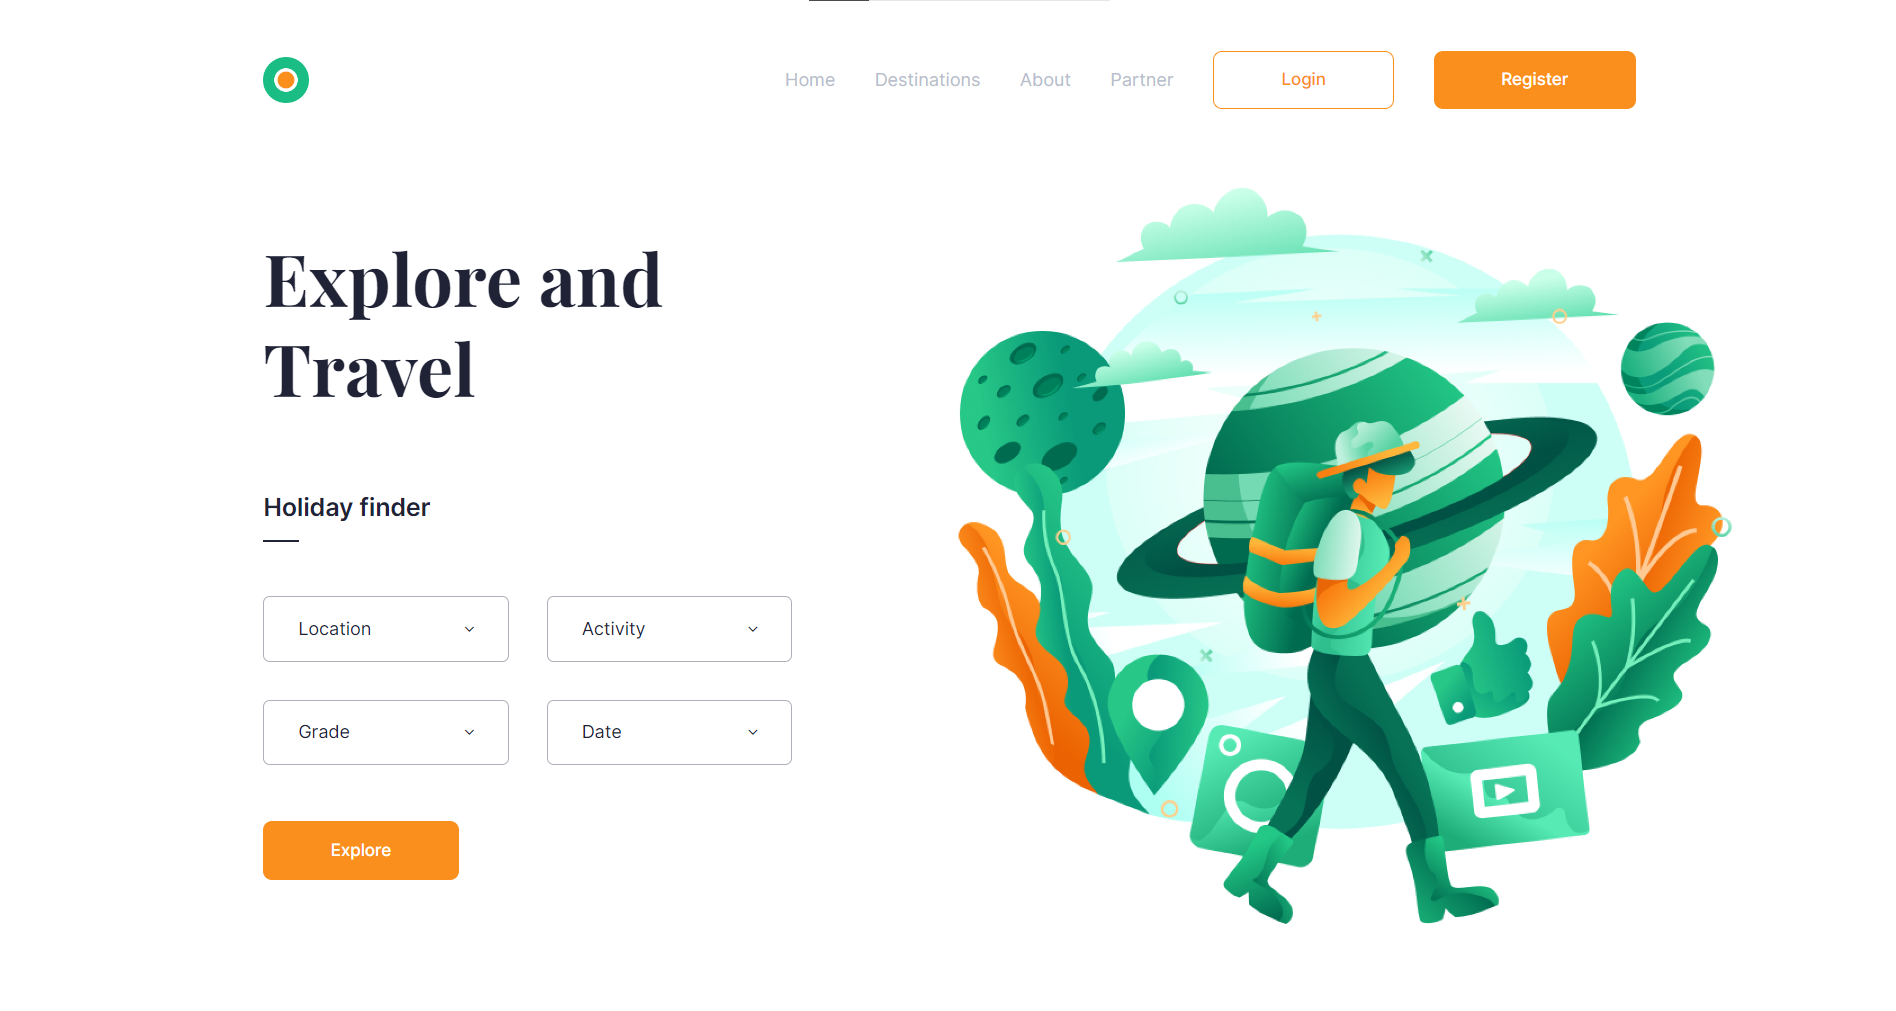 Home Destinations About Partner Login Register
Explore and
Travel
Holiday finder
Location Activity
Grade Date
Explore